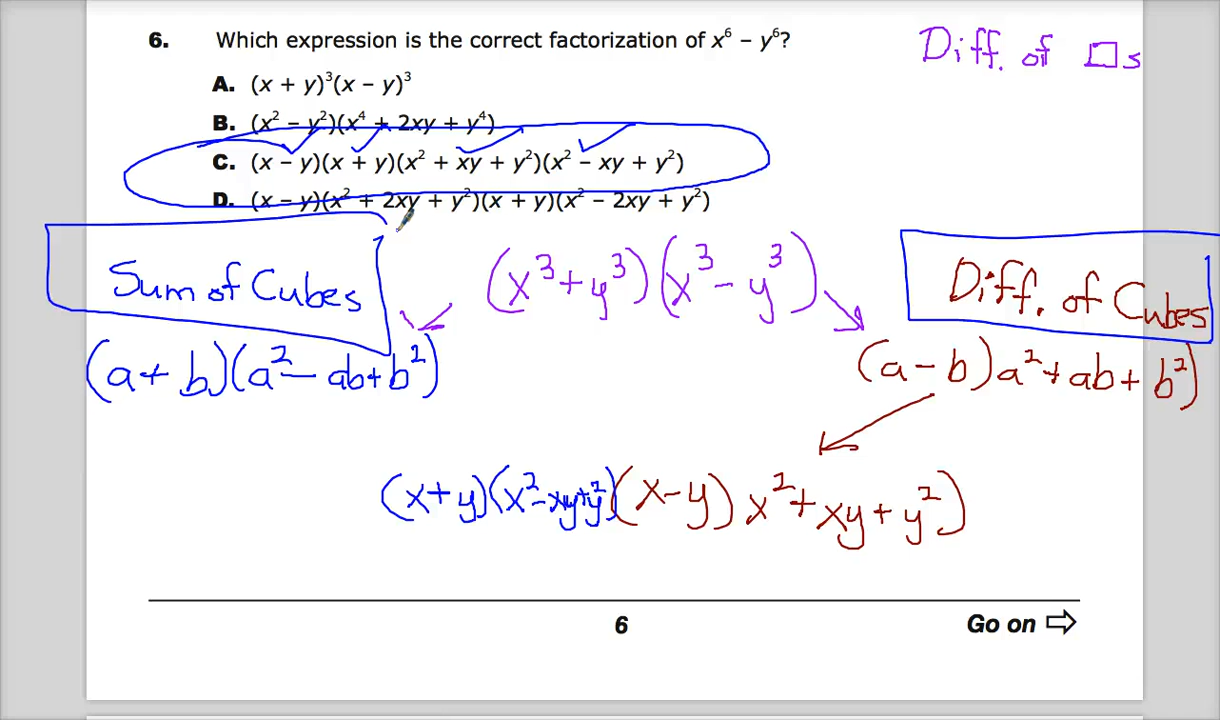 6. Which expression is the correct factorization of x⁶ – y⁶?
Diff. of □s
A. (x + y)³(x – y)³
B. (x² – y²)(x⁴ + 2xy + y⁴)
C. (x – y)(x + y)(x² + xy + y²)(x² – xy + y²)
D. (x – y)(x² + 2xy + y²)(x + y)(x² – 2xy + y²)
Sum of Cubes
(x³+y³)(x³-y³)
Diff. of Cubes
(a+b)(a²-ab+b²)
(a-b)a²+ab+b²)
(x+y)(x²-xy+y²)(x-y)x²+xy+y²)
6
Go on